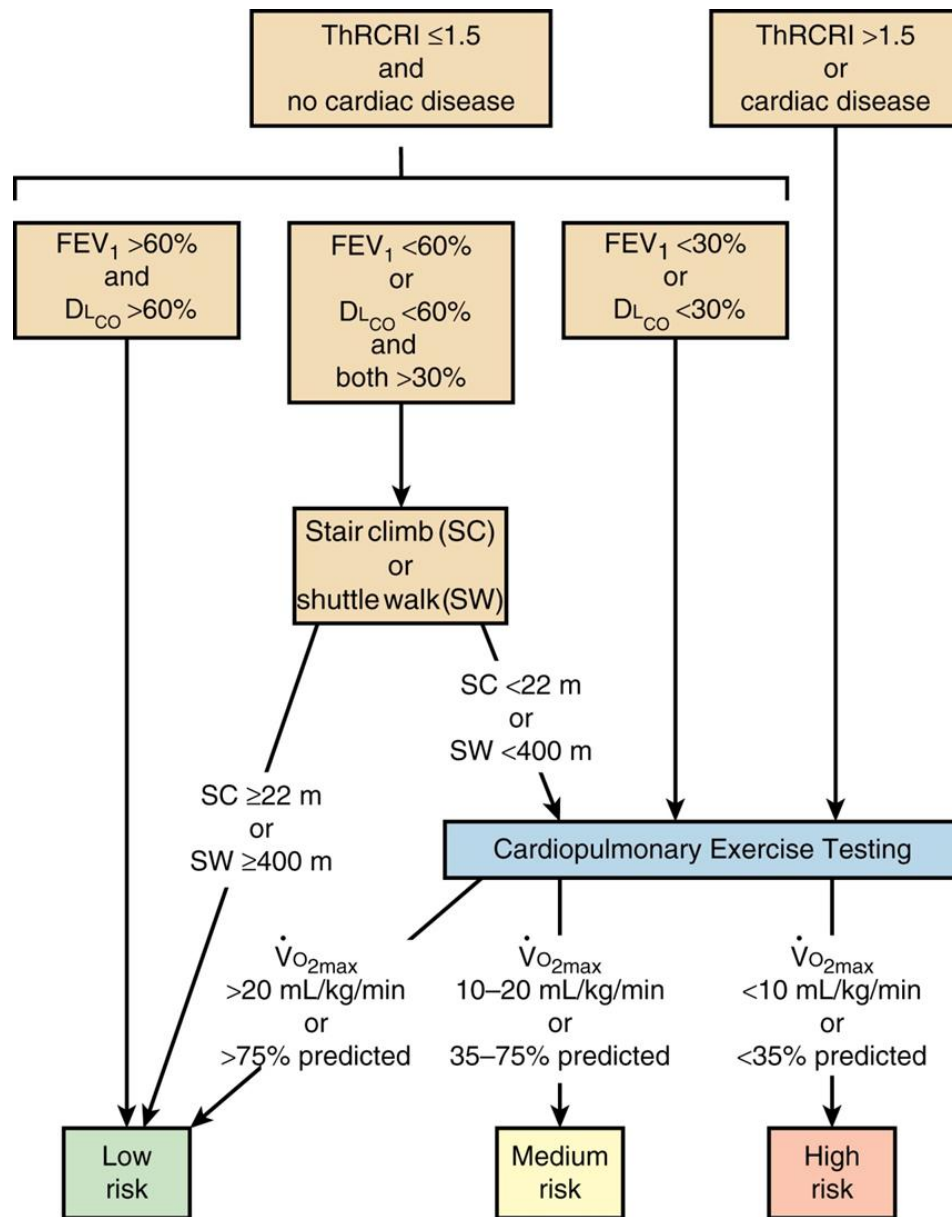 ThRCRI ≤1.5
and
no cardiac disease
ThRCRI >1.5
or
cardiac disease
FEV1 >60%
and
DLCO >60%
FEV1 <60%
or
DLCO <60%
and
both >30%
FEV1 <30%
or
DLCO <30%
Stair climb (SC)
or
shuttle walk (SW)
SC <22 m
or
SW <400 m
SC ≥22 m
or
SW ≥400 m
Cardiopulmonary Exercise Testing
V̇O2max
>20 mL/kg/min
or
>75% predicted
V̇O2max
10–20 mL/kg/min
or
35–75% predicted
V̇O2max
<10 mL/kg/min
or
<35% predicted
Low
risk
Medium
risk
High
risk